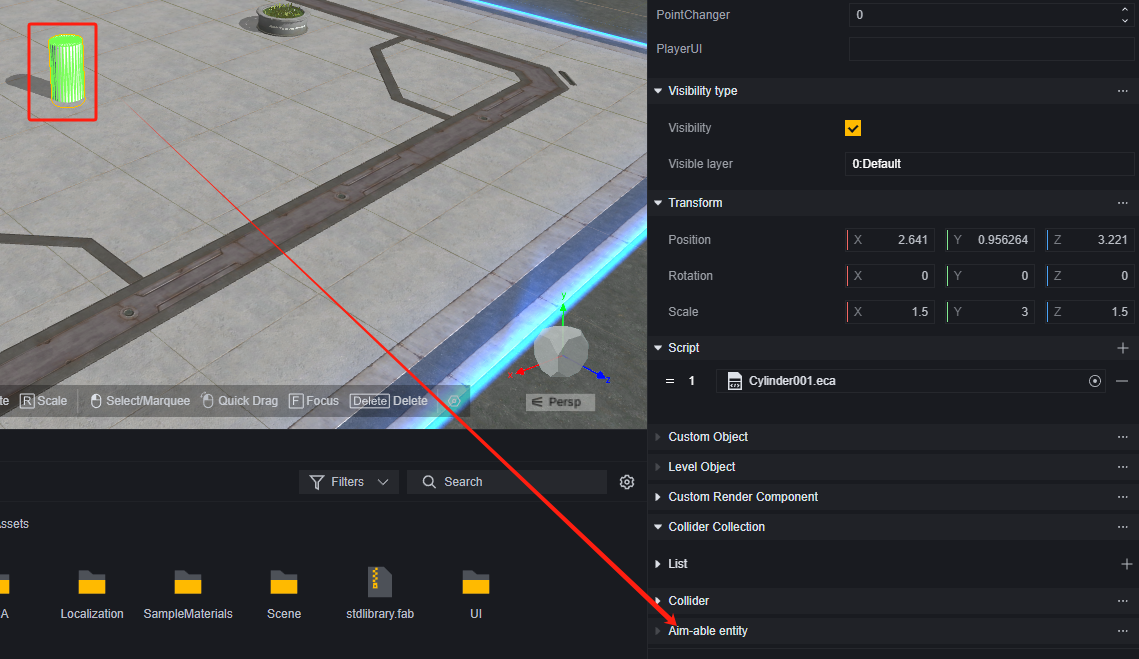 PointChanger 0
PlayerUI
Visibility type
Visibility
Visible layer 0:Default
Transform
Position X 2.641 Y 0.956264 Z 3.221
Rotation X 0 Y 0 Z 0
Scale X 1.5 Y 3 Z 1.5
Script
= 1 Cylinder001.eca
Custom Object
Level Object
Custom Render Component
Collider Collection
List
Collider
Aim-able entity
y
z
te R Scale Select/Marquee Quick Drag F Focus Delete Delete
Persp
Filters Search
Assets
A Localization SampleMaterials Scene stdlibrary.fab UI